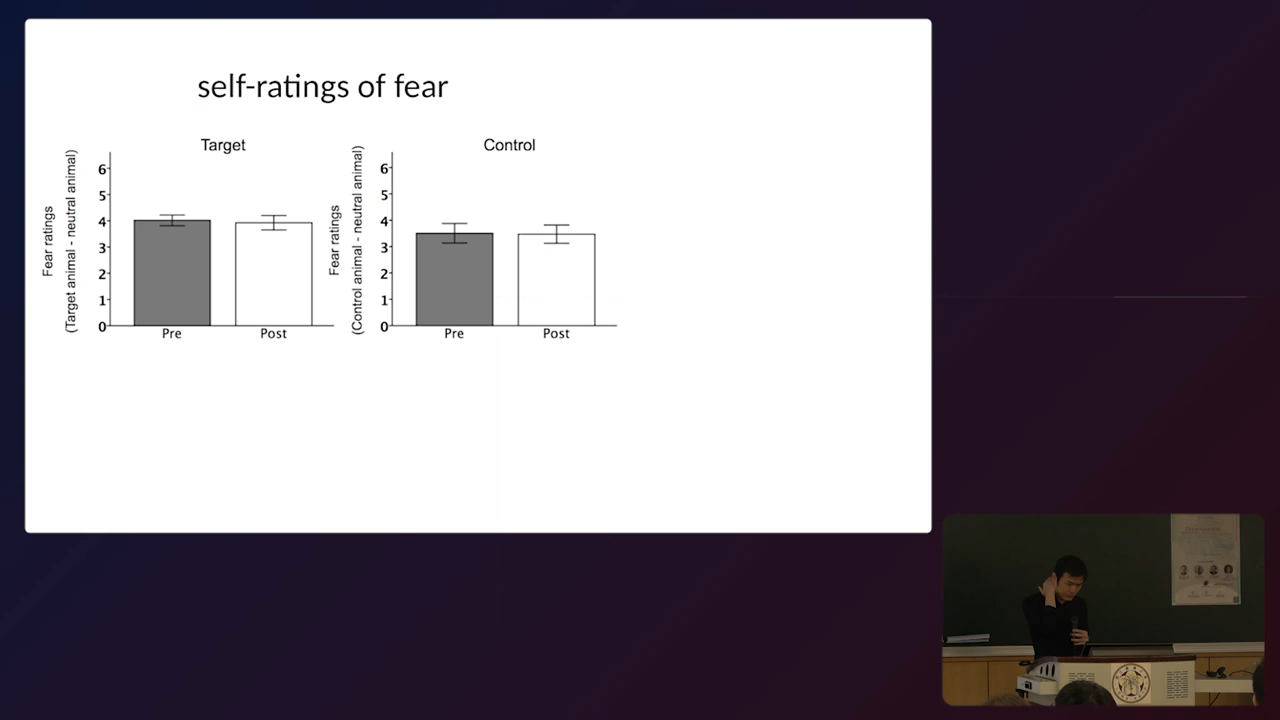 self-ratings of fear
Target
Fear ratings
(Target animal - neutral animal)
6
5
4
3
2
1
0
Pre
Post
Control
Fear ratings
(Control animal - neutral animal)
6
5
4
3
2
1
0
Pre
Post